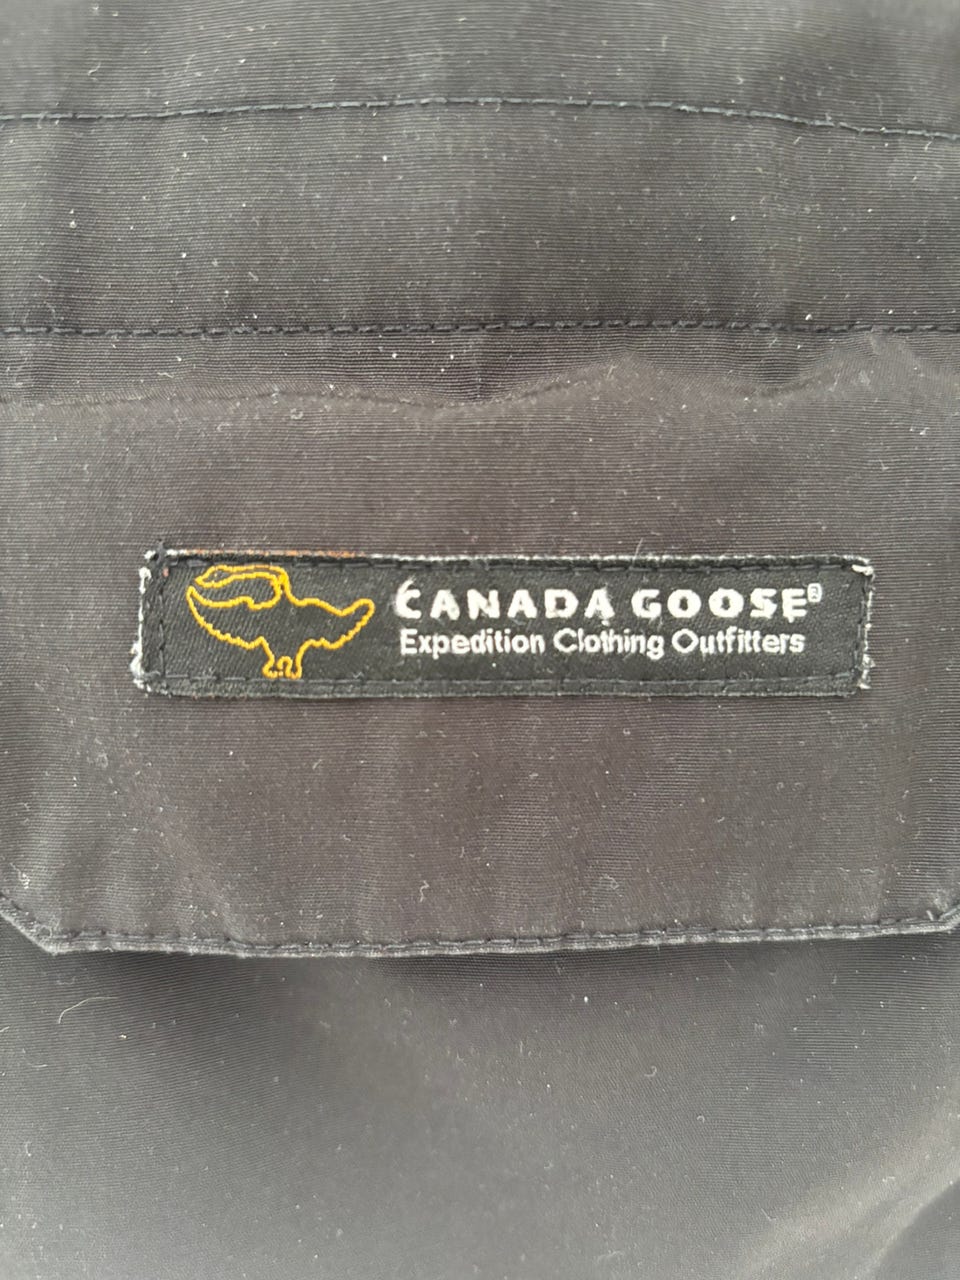 CANADA GOOSE®
Expedition Clothing Outfitters